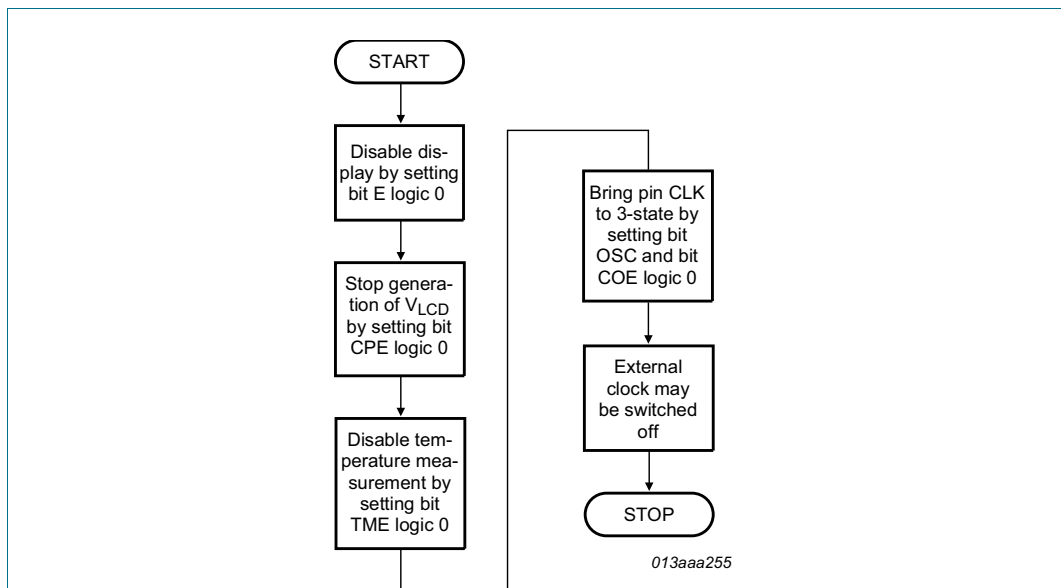 START
Disable dis-
play by setting
bit E logic 0
Stop genera-
tion of VLCD
by setting bit
CPE logic 0
Disable tem-
perature mea-
surement by
setting bit
TME logic 0
Bring pin CLK
to 3-state by
setting bit
OSC and bit
COE logic 0
External
clock may
be switched
off
STOP
013aaa255